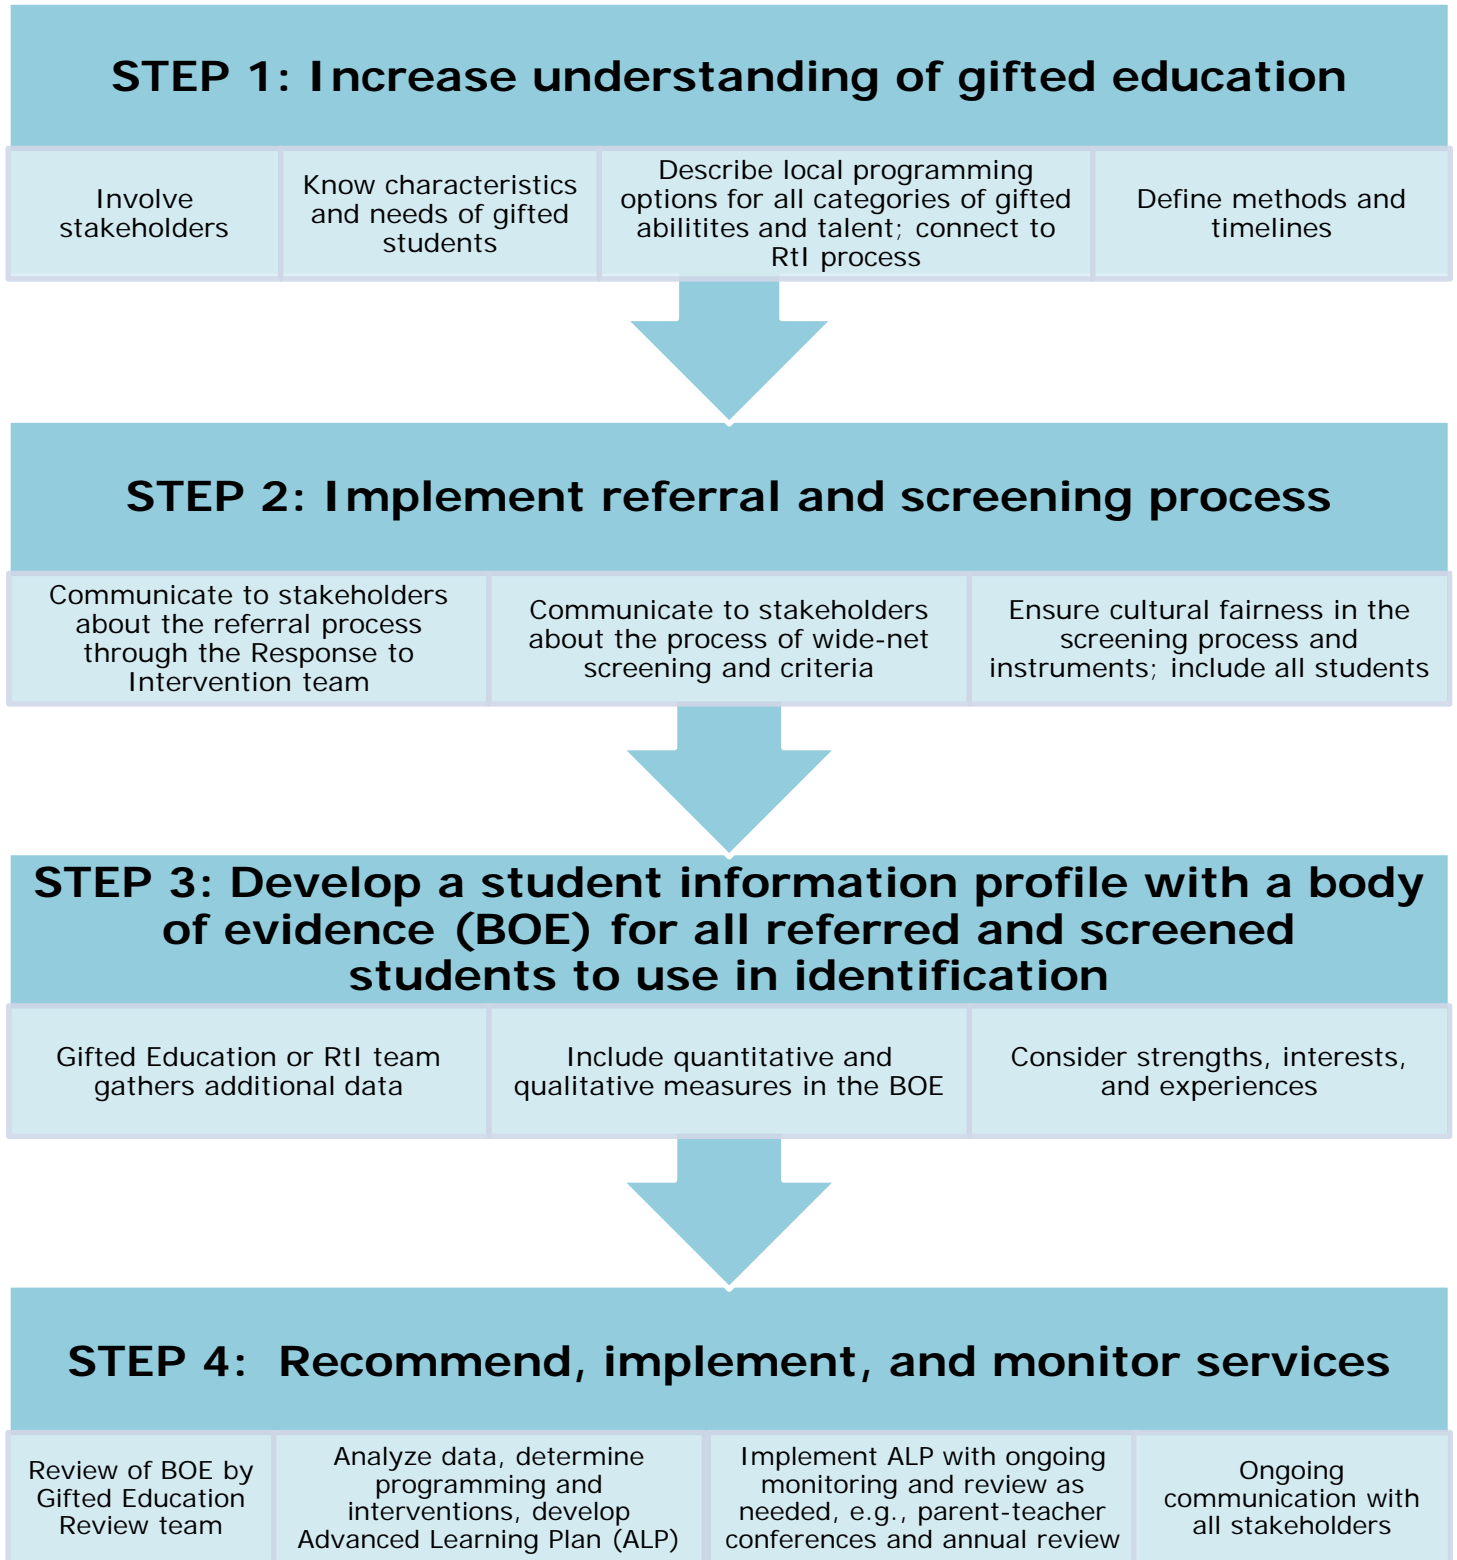 STEP 1: Increase understanding of gifted education
Involve
stakeholders
Know characteristics
and needs of gifted
students
Describe local programming
options for all categories of gifted
abilitites and talent; connect to
RtI process
Define methods and
timelines
STEP 2: Implement referral and screening process
Communicate to stakeholders
about the referral process
through the Response to
Intervention team
Communicate to stakeholders
about the process of wide-net
screening and criteria
Ensure cultural fairness in the
screening process and
instruments; include all students
STEP 3: Develop a student information profile with a body
of evidence (BOE) for all referred and screened
students to use in identification
Gifted Education or RtI team
gathers additional data
Include quantitative and
qualitative measures in the BOE
Consider strengths, interests,
and experiences
STEP 4:  Recommend, implement, and monitor services
Review of BOE by
Gifted Education
Review team
Analyze data, determine
programming and
interventions, develop
Advanced Learning Plan (ALP)
Implement ALP with ongoing
monitoring and review as
needed, e.g., parent-teacher
conferences and annual review
Ongoing
communication with
all stakeholders